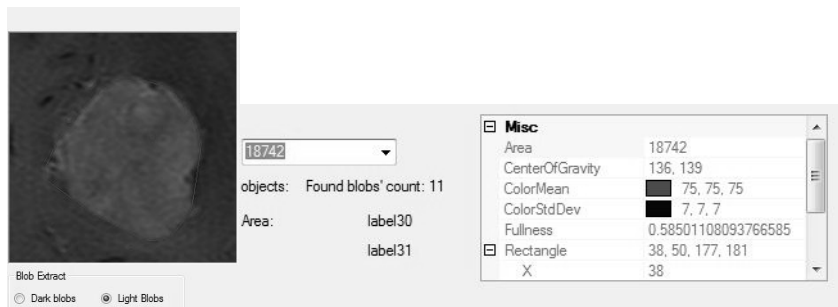 18742
objects: Found blobs' count: 11
Area: label30
label31
Blob Extract
Dark blobs Light Blobs
Misc
Area 18742
CenterOfGravity 136, 139
ColorMean 75, 75, 75
ColorStdDev 7, 7, 7
Fullness 0.58501108093766585
Rectangle 38, 50, 177, 181
X 38